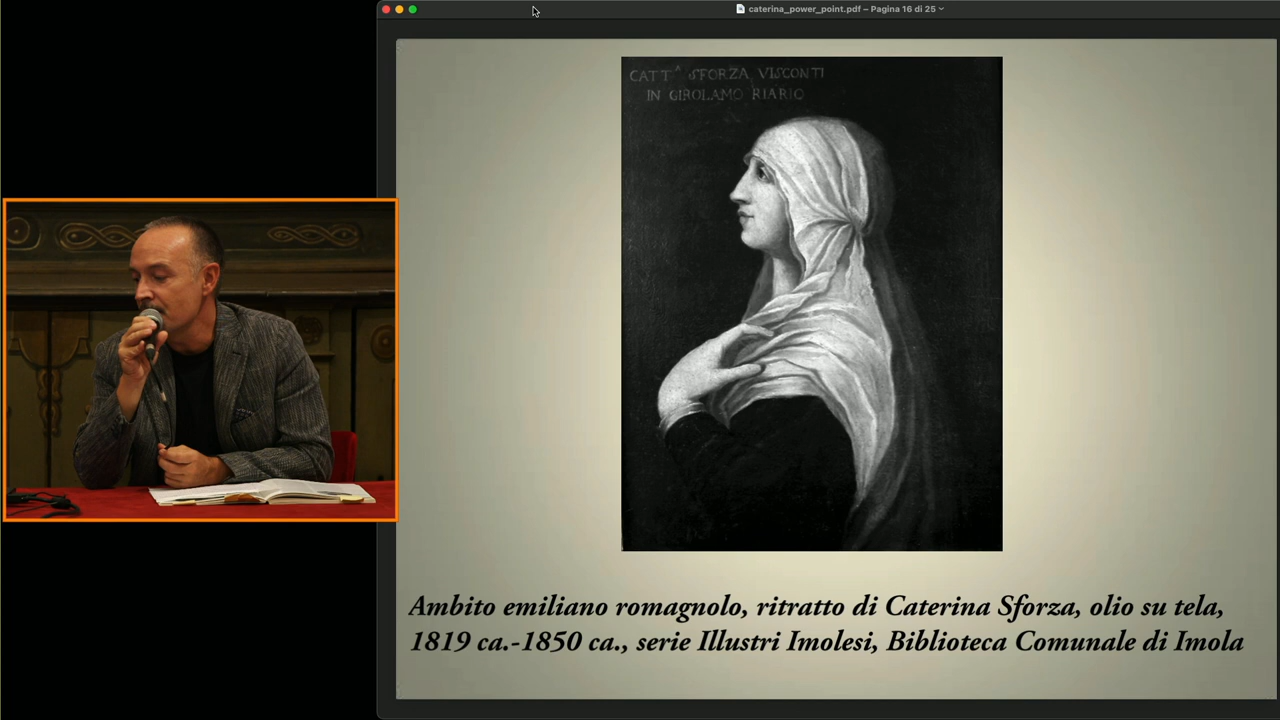 caterina_power_point.pdf – Pagina 16 di 25
CATTᴬ SFORZA VISCONTI
IN GIROLAMO RIARIO
Ambito emiliano romagnolo, ritratto di Caterina Sforza, olio su tela,
1819 ca.-1850 ca., serie Illustri Imolesi, Biblioteca Comunale di Imola